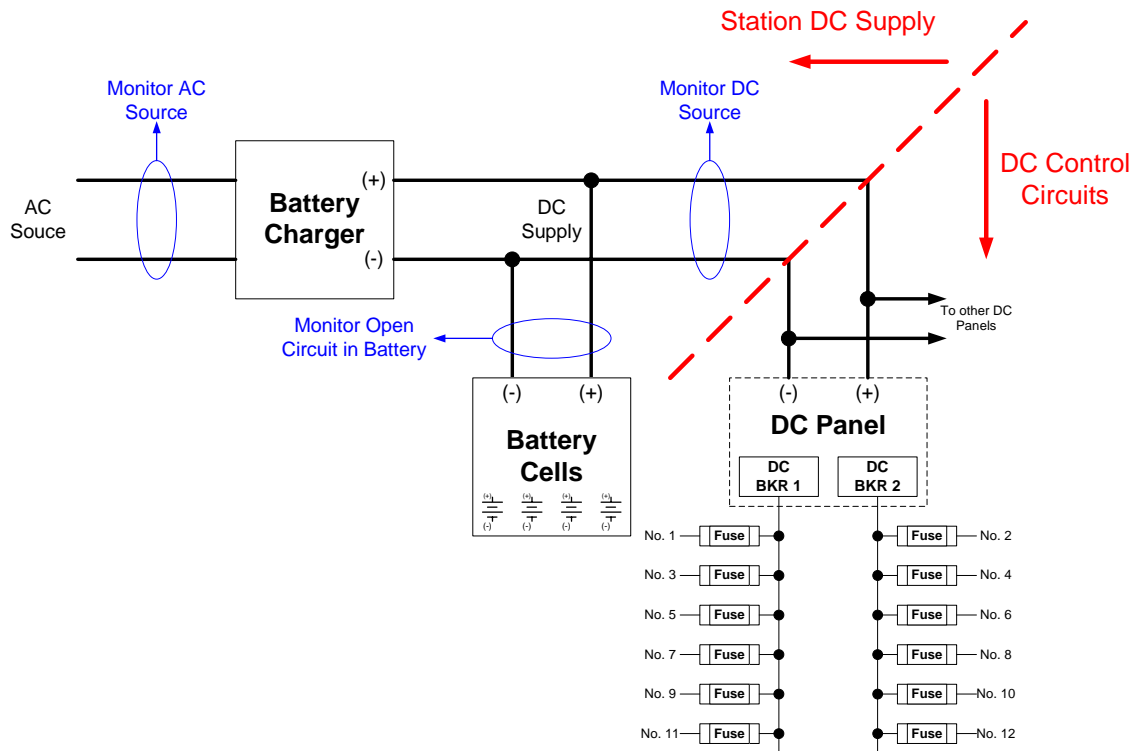 Station DC Supply
Monitor AC
Source
Monitor DC
Source
DC Control
Circuits
AC
Souce
Battery
Charger
(+)
(-)
DC
Supply
To other DC
Panels
Monitor Open
Circuit in Battery
(-)
(+)
Battery
Cells
(+)
(+)
(+)
(+)
(-)
(-)
(-)
(-)
(-)
(+)
DC Panel
DC
BKR 1
DC
BKR 2
No. 1
Fuse
Fuse
No. 2
No. 3
Fuse
Fuse
No. 4
No. 5
Fuse
Fuse
No. 6
No. 7
Fuse
Fuse
No. 8
No. 9
Fuse
Fuse
No. 10
No. 11
Fuse
Fuse
No. 12